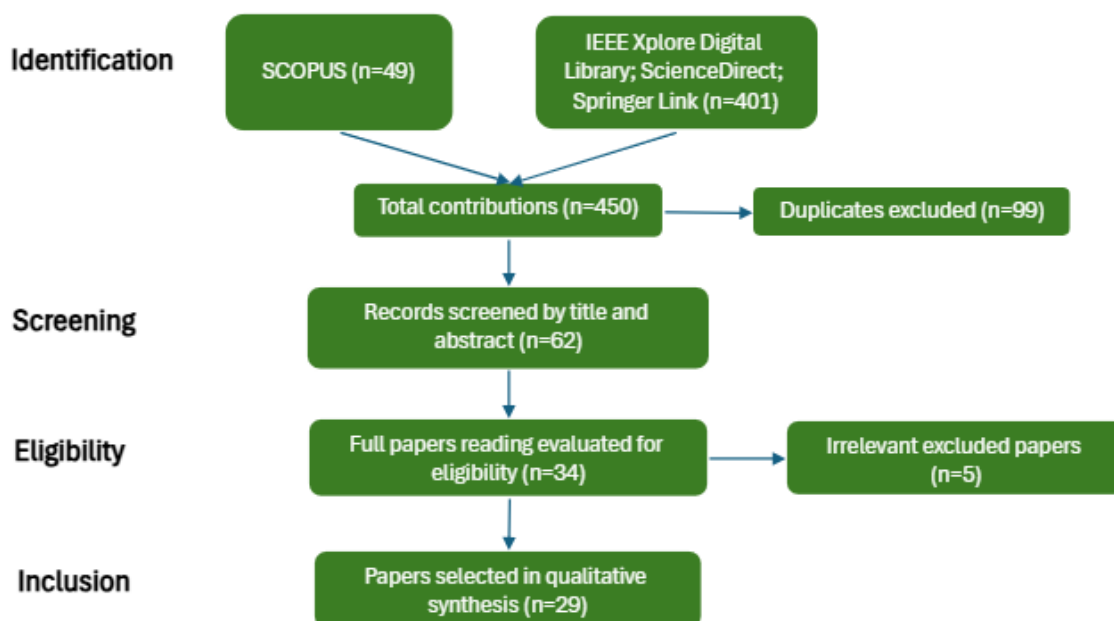 Identification
SCOPUS (n=49)
IEEE Xplore Digital
Library; ScienceDirect;
Springer Link (n=401)
Total contributions (n=450)
Duplicates excluded (n=99)
Screening
Records screened by title and
abstract (n=62)
Eligibility
Full papers reading evaluated for
eligibility (n=34)
Irrelevant excluded papers
(n=5)
Inclusion
Papers selected in qualitative
synthesis (n=29)